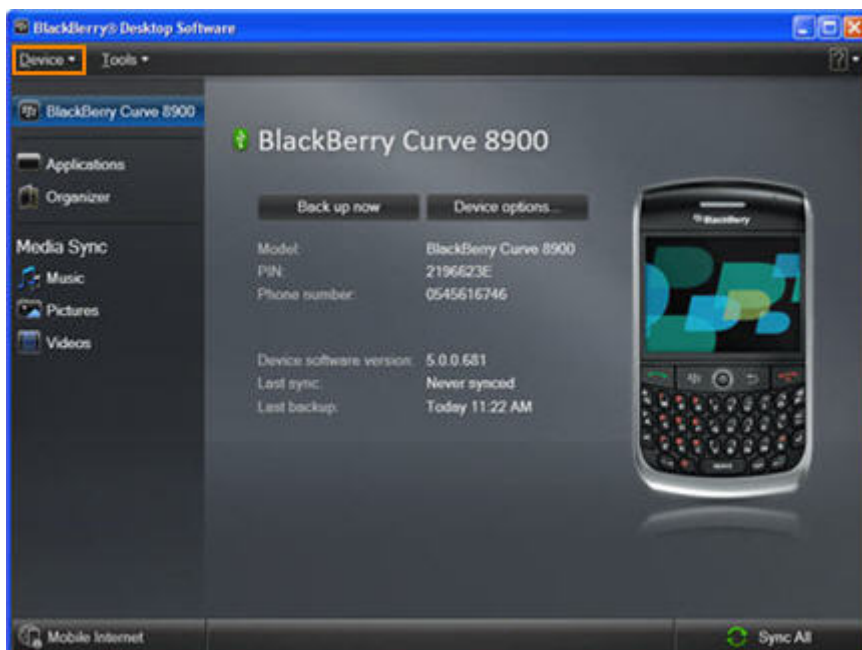 BlackBerry® Desktop Software
Device Tools ?
BlackBerry Curve 8900
Applications
Organizer
Media Sync
Music
Pictures
Videos
BlackBerry Curve 8900
Back up now Device options...
Model: BlackBerry Curve 8900
PIN: 2196623E
Phone number: 0545616746
Device software version: 5.0.0.681
Last sync: Never synced
Last backup: Today 11:22 AM
BlackBerry
Mobile Internet
Sync All